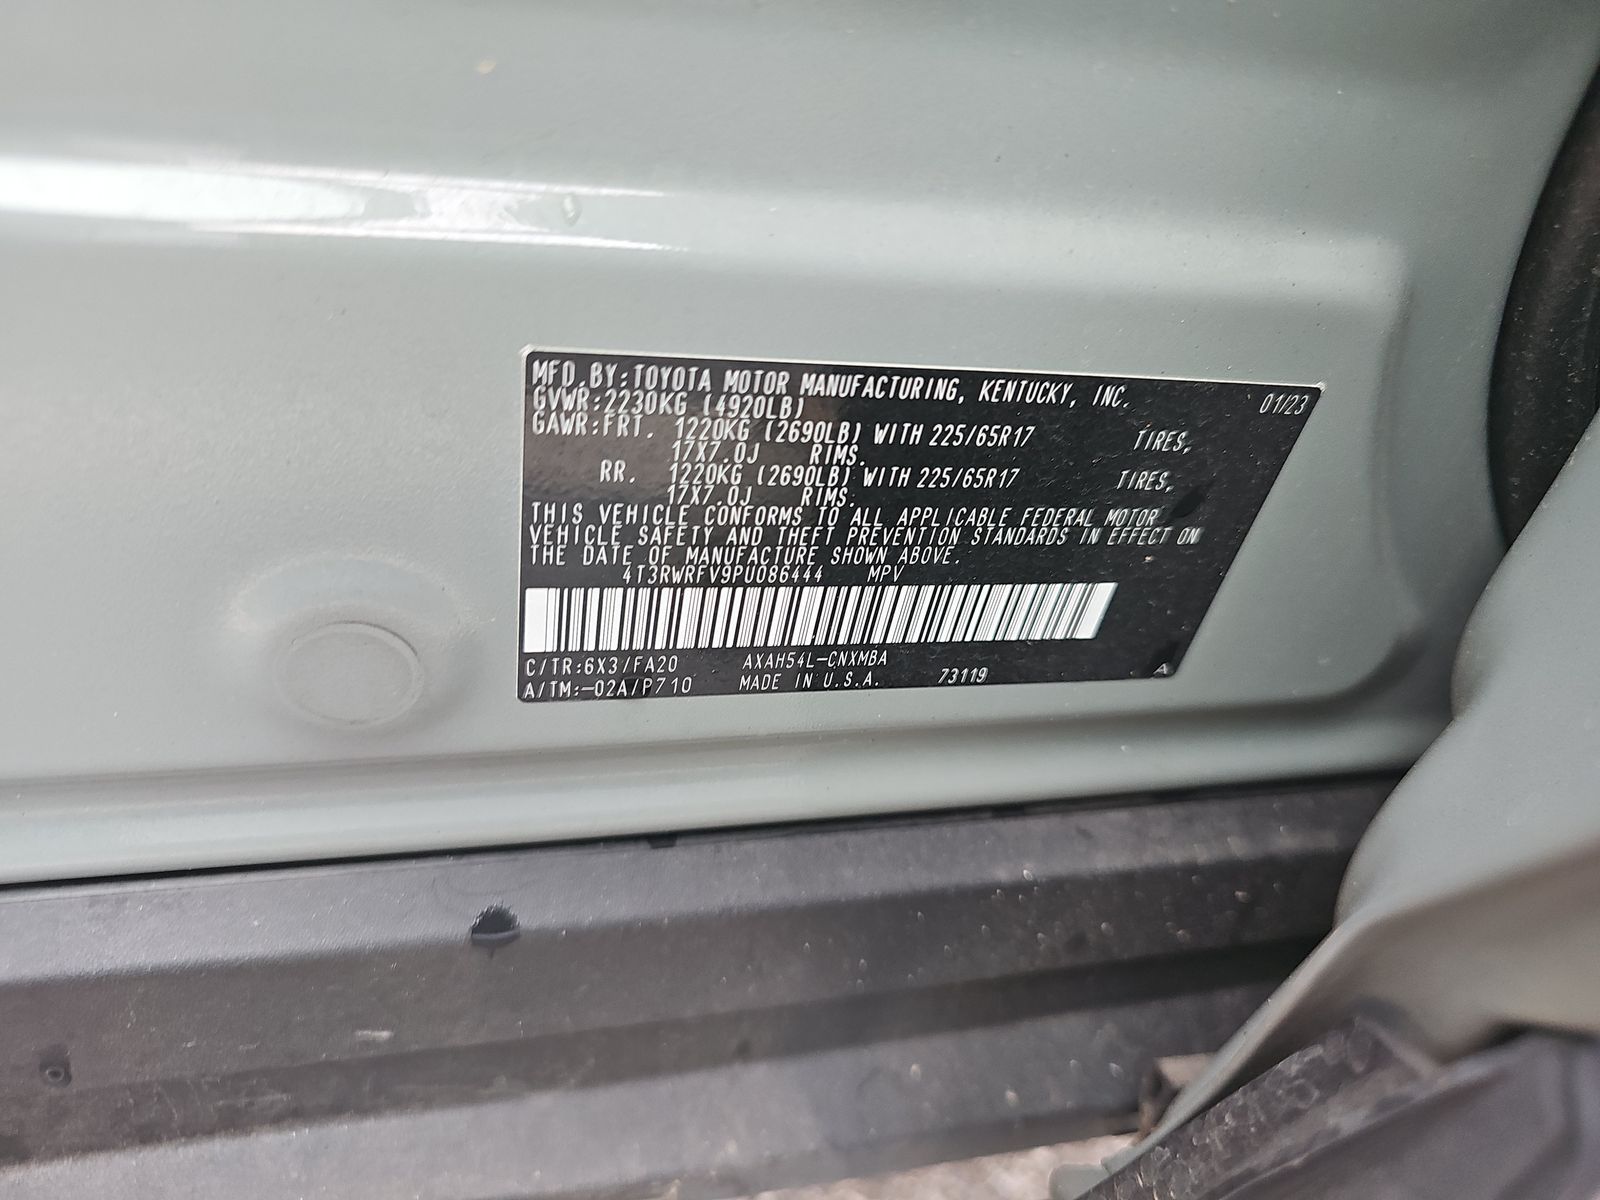 MFD.BY:TOYOTA MOTOR MANUFACTURING, KENTUCKY, INC. 01/23
GVWR:2230KG (4920LB)
GAWR:FRT. 1220KG (2690LB) WITH 225/65R17 TIRES,
17X7.0J RIMS.
RR. 1220KG (2690LB) WITH 225/65R17 TIRES,
17X7.0J RIMS.
THIS VEHICLE CONFORMS TO ALL APPLICABLE FEDERAL MOTOR
VEHICLE SAFETY AND THEFT PREVENTION STANDARDS IN EFFECT ON
THE DATE OF MANUFACTURE SHOWN ABOVE.
4T3RWRFV9PU086444 MPV
C/TR:6X3/FA20 AXAH54L-CNXMBA
A/TM:-02A/P710 MADE IN U.S.A. 73119 A